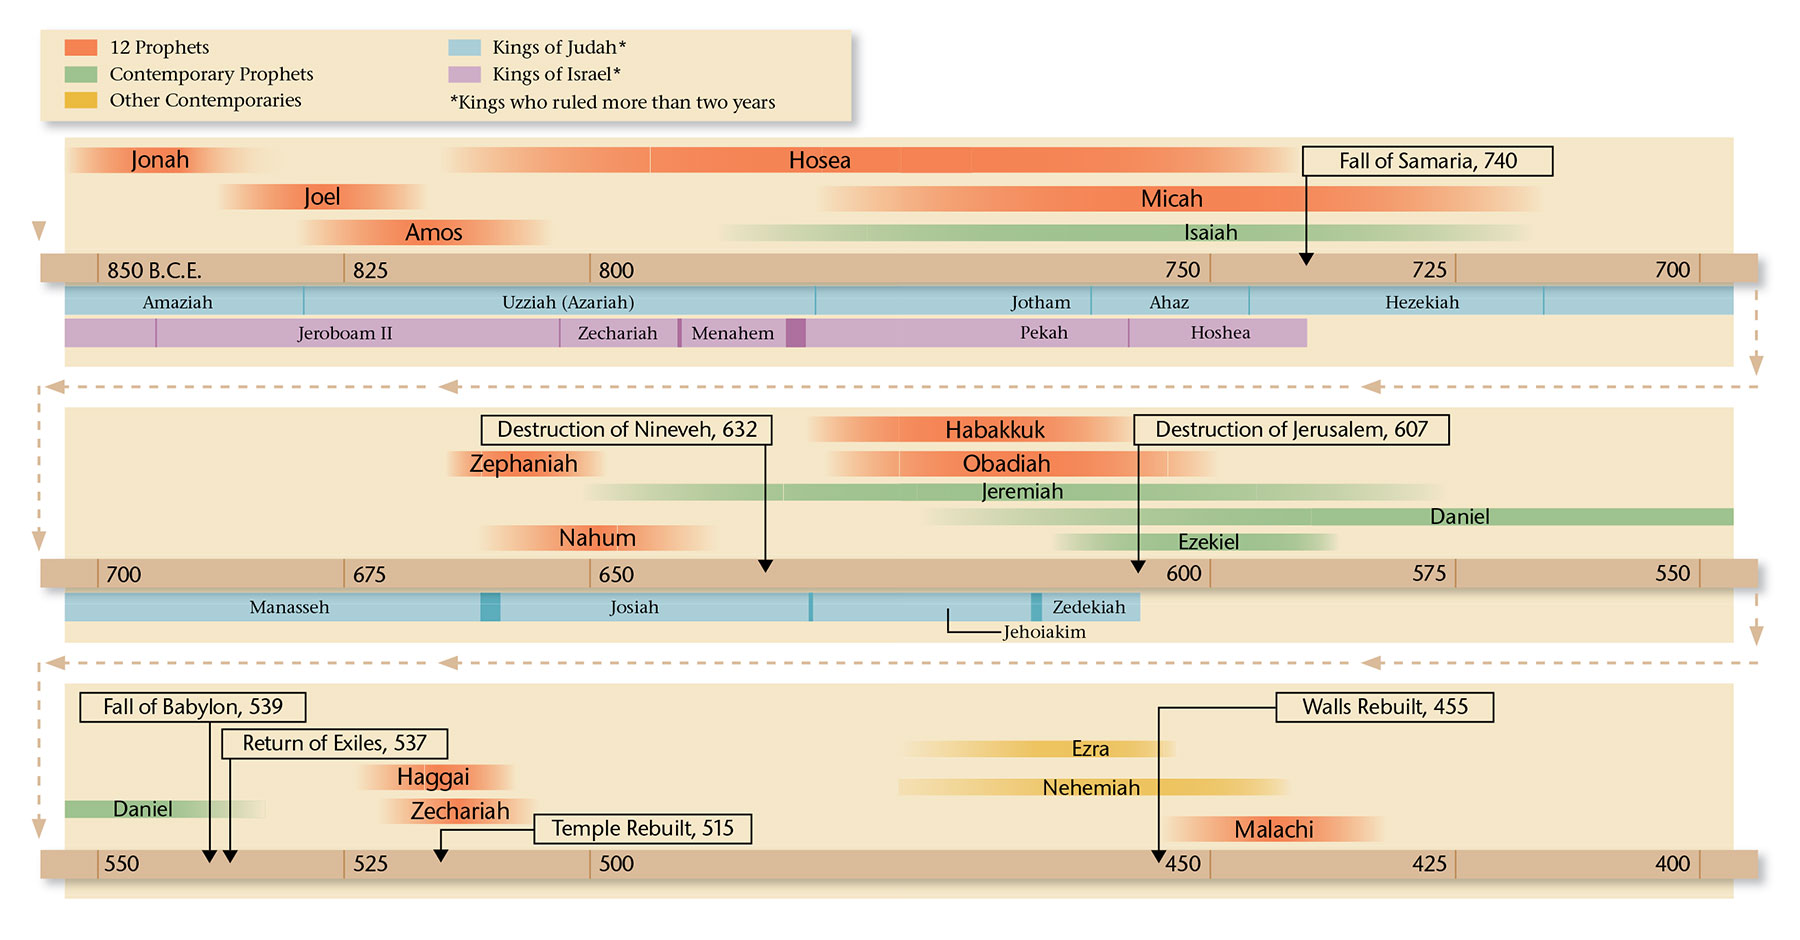 12 Prophets
Contemporary Prophets
Other Contemporaries
Kings of Judah*
Kings of Israel*
*Kings who ruled more than two years
Jonah
Hosea
Fall of Samaria, 740
Joel
Micah
Amos
Isaiah
850 B.C.E. 825 800 750 725 700
Amaziah Uzziah (Azariah) Jotham Ahaz Hezekiah
Jeroboam II Zechariah Menahem Pekah Hoshea
Destruction of Nineveh, 632
Habakkuk
Destruction of Jerusalem, 607
Zephaniah
Obadiah
Jeremiah
Daniel
Nahum
Ezekiel
700 675 650 600 575 550
Manasseh Josiah Zedekiah
Jehoiakim
Fall of Babylon, 539
Walls Rebuilt, 455
Return of Exiles, 537
Ezra
Haggai
Nehemiah
Daniel
Zechariah
Temple Rebuilt, 515
Malachi
550 525 500 450 425 400